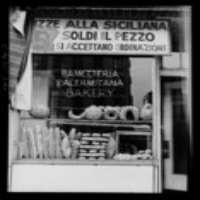 ZZE ALLA SICILIANA
SOLDI IL PEZZO
SI ACCETTANO ORDINAZIONI
PANETTERIA
PALERMITANA
BAKERY